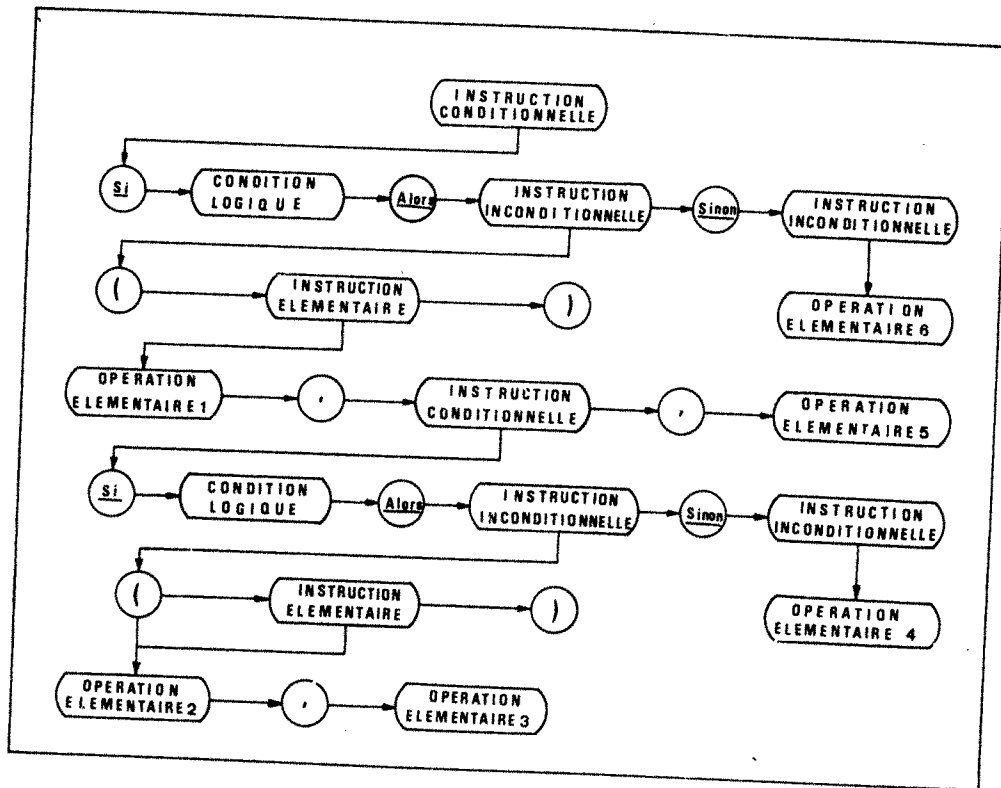 INSTRUCTION
CONDITIONNELLE
Si
CONDITION
LOGIQUE
Alors
INSTRUCTION
INCONDITIONNELLE
Sinon
INSTRUCTION
INCONDITIONNELLE
(
INSTRUCTION
ELEMENTAIRE
)
OPERATION
ELEMENTAIRE 6
OPERATION
ELEMENTAIRE 1
,
INSTRUCTION
CONDITIONNELLE
,
OPERATION
ELEMENTAIRE 5
Si
CONDITION
LOGIQUE
Alors
INSTRUCTION
INCONDITIONNELLE
Sinon
INSTRUCTION
INCONDITIONNELLE
(
INSTRUCTION
ELEMENTAIRE
)
OPERATION
ELEMENTAIRE 4
OPERATION
ELEMENTAIRE 2
,
OPERATION
ELEMENTAIRE 3